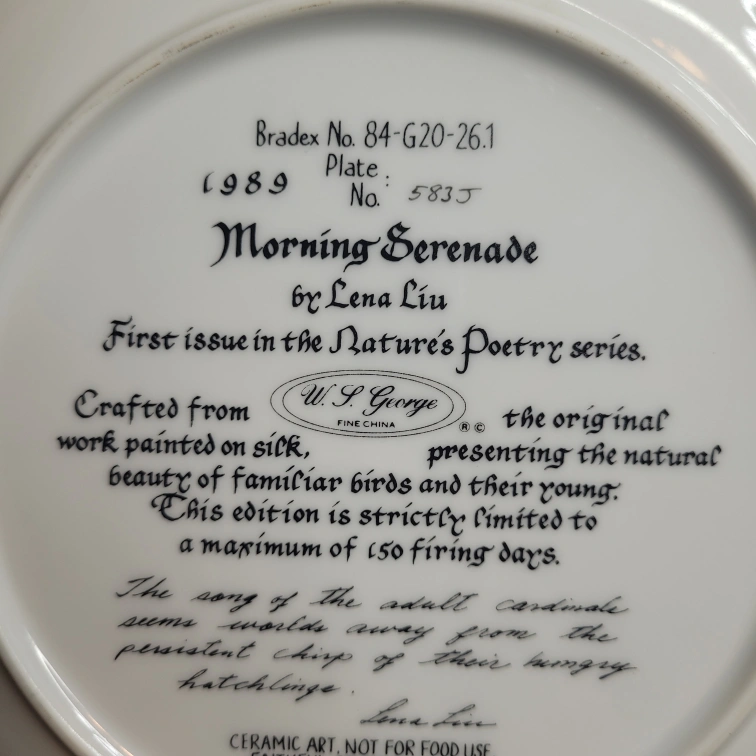 Bradex No. 84-G20-26.1
1989 Plate No.: 5835
Morning Serenade
by Lena Liu
First issue in the Nature's Poetry series.
Crafted from W. S. George FINE CHINA ® © the original
work painted on silk, presenting the natural
beauty of familiar birds and their young.
This edition is strictly limited to
a maximum of 150 firing days.
The song of the adult cardinals
seems worlds away from the
persistent chirp of their hungry
hatchlings.
Lena Liu
CERAMIC ART, NOT FOR FOOD USE